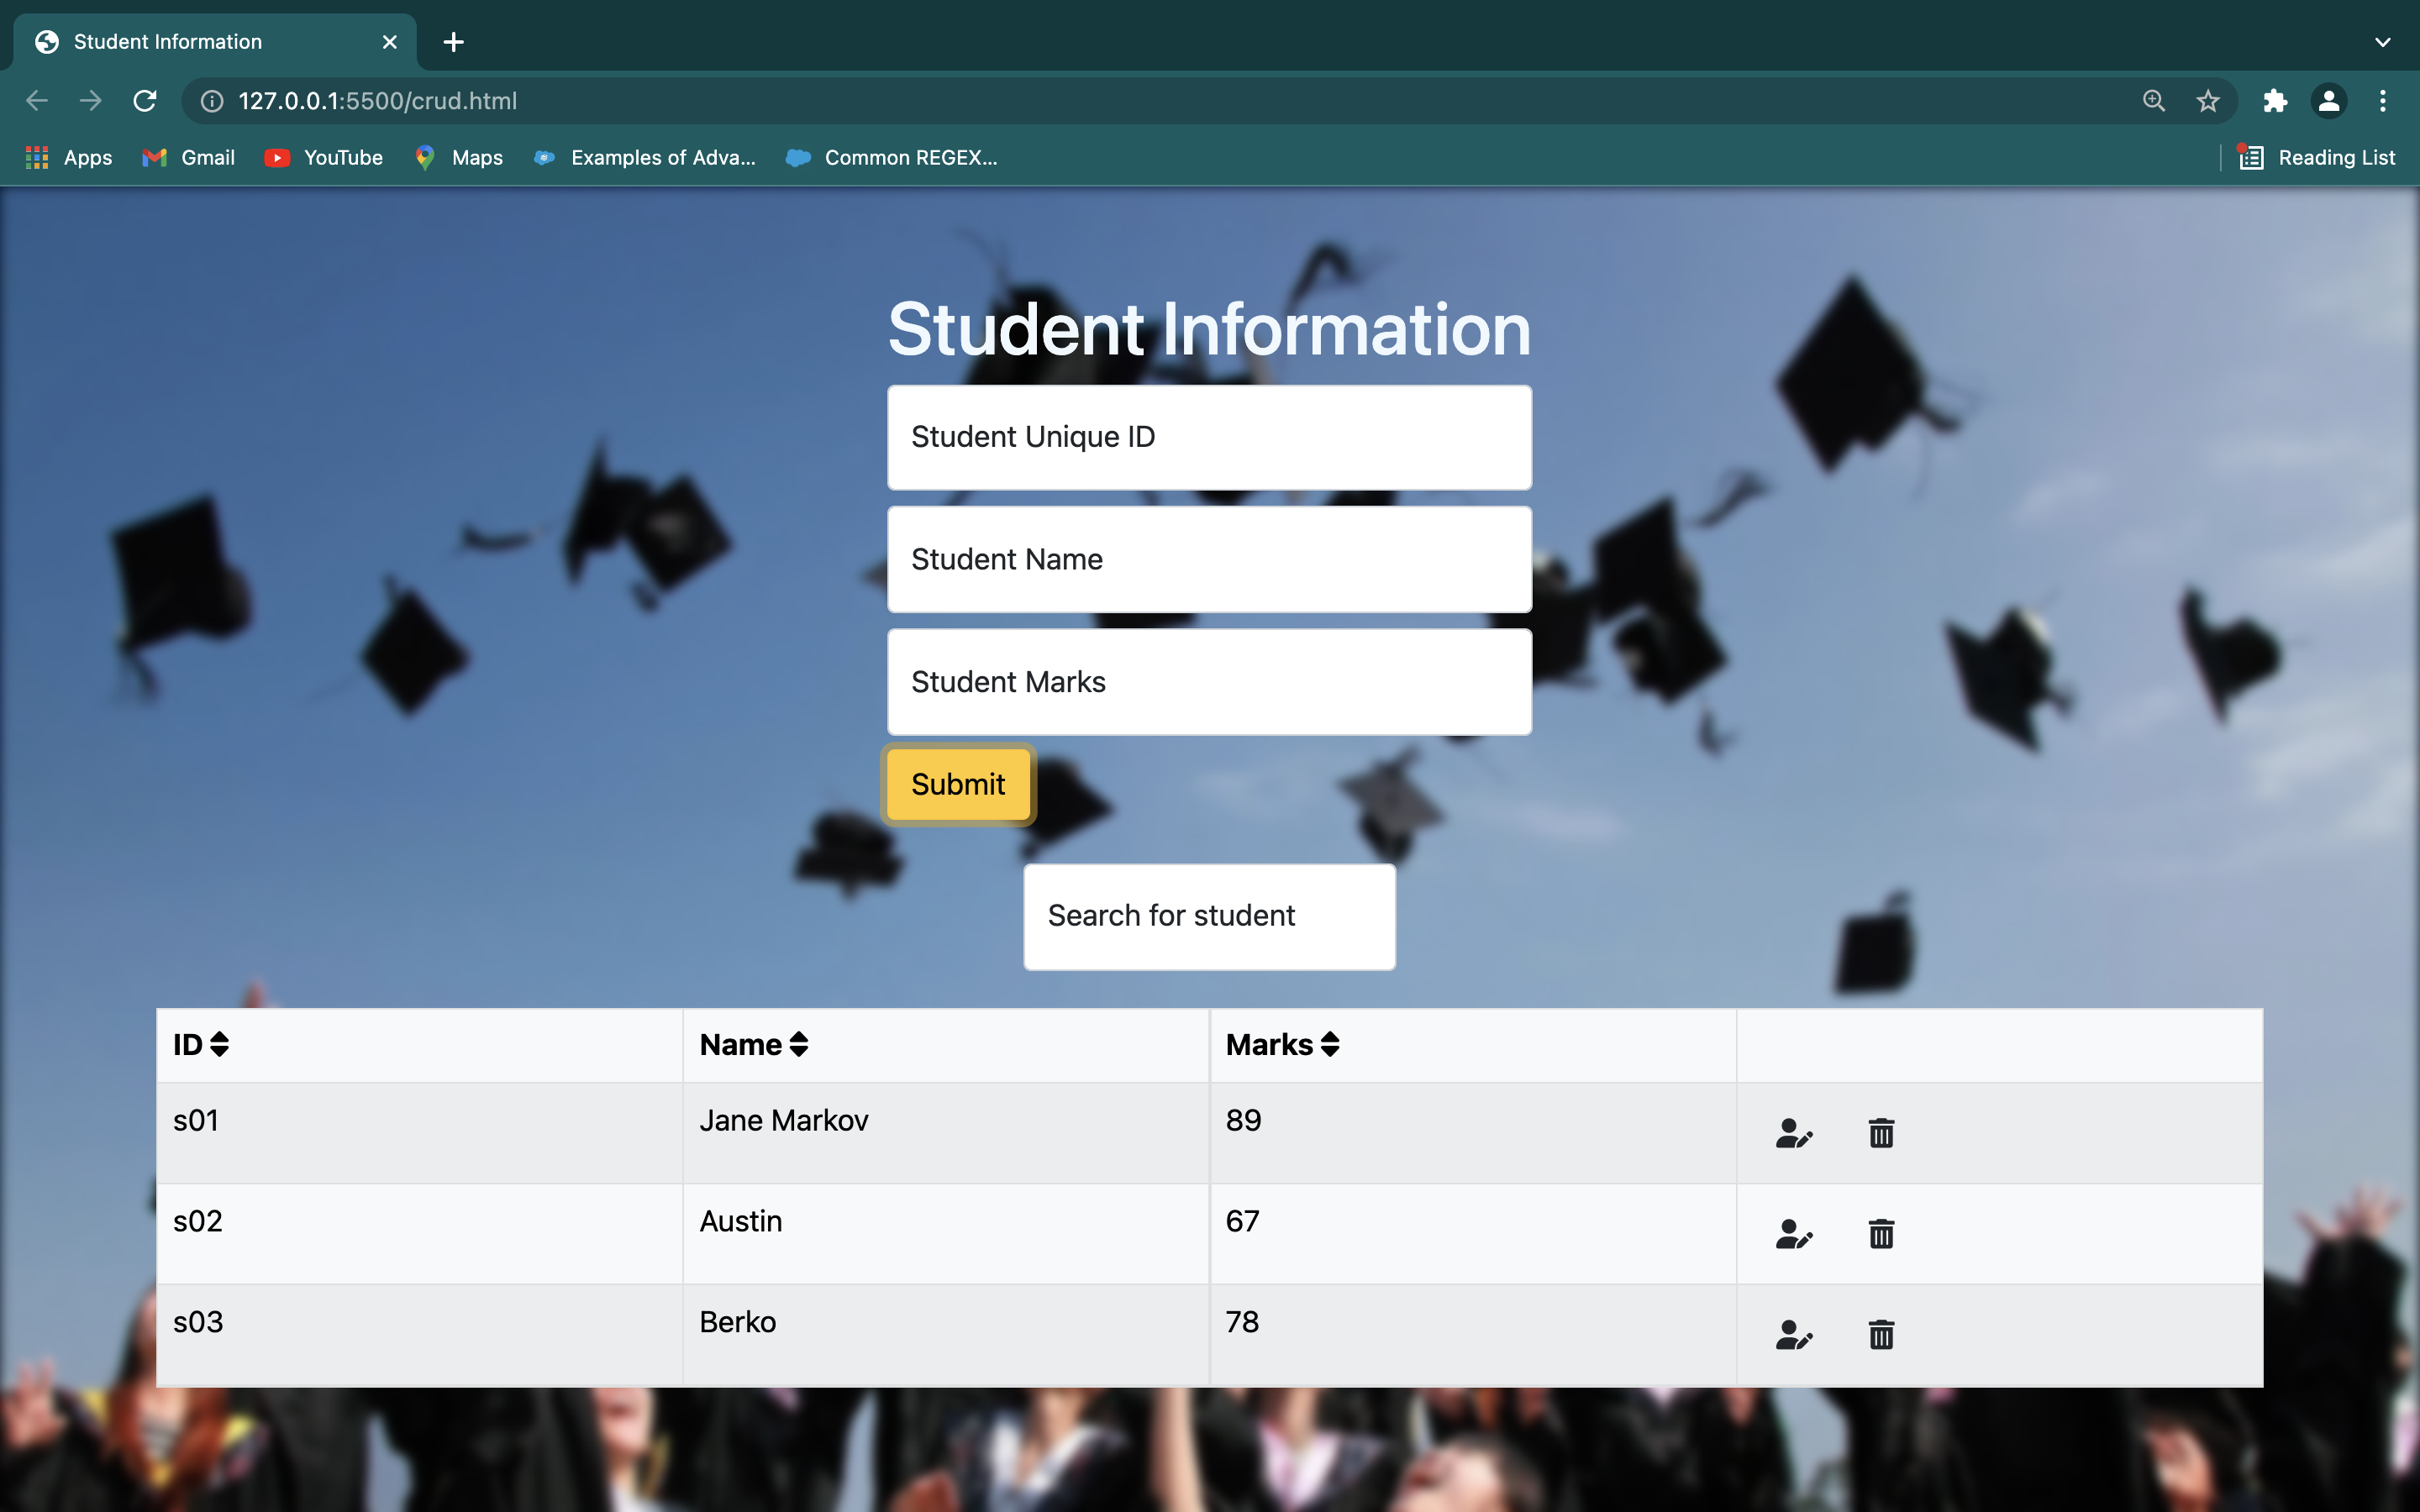 Student Information
127.0.0.1:5500/crud.html
Apps Gmail YouTube Maps Examples of Adva... Common REGEX... Reading List
Student Information
Student Unique ID
Student Name
Student Marks
Submit
Search for student
ID Name Marks
s01 Jane Markov 89
s02 Austin 67
s03 Berko 78